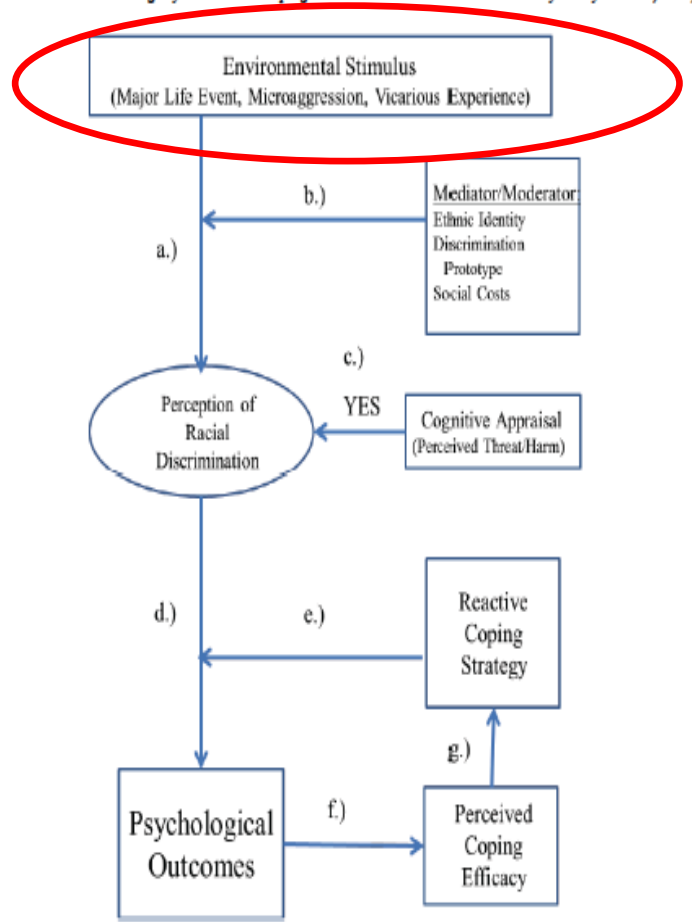 Environmental Stimulus
(Major Life Event, Microaggression, Vicarious Experience)
b.)
Mediator/Moderator:
Ethnic Identity
Discrimination
Prototype
Social Costs
a.)
c.)
YES
Perception of
Racial
Discrimination
Cognitive Appraisal
(Perceived Threat/Harm)
d.)
e.)
Reactive
Coping
Strategy
g.)
f.)
Psychological
Outcomes
Perceived
Coping
Efficacy